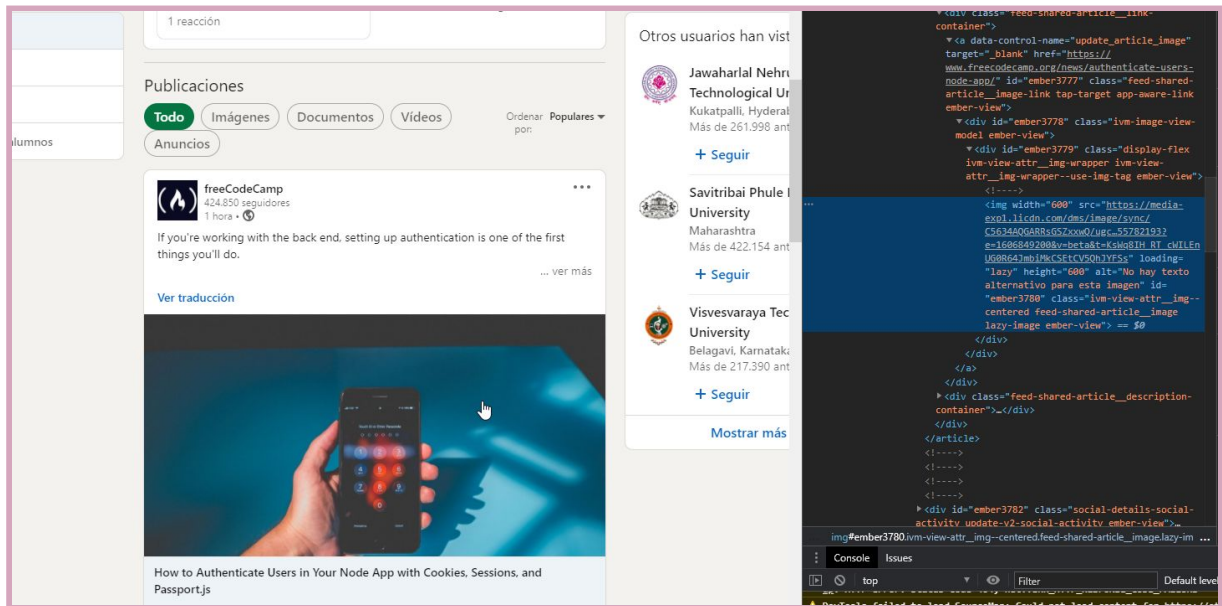 1 reacción
alumnos
Publicaciones
Todo
Imágenes
Documentos
Vídeos
Anuncios
Ordenar por:
Populares
freeCodeCamp
424.850 seguidores
1 hora •
If you're working with the back end, setting up authentication is one of the first
things you'll do.
... ver más
Ver traducción
How to Authenticate Users in Your Node App with Cookies, Sessions, and
Passport.js
Otros usuarios han vist
Jawaharlal Nehru
Technological Un
Kukatpalli, Hyderab
Más de 261.998 ant
+ Seguir
Savitribai Phule
University
Maharashtra
Más de 422.154 ant
+ Seguir
Visvesvaraya Tec
University
Belagavi, Karnataka
Más de 217.390 ant
+ Seguir
Mostrar más
▼<div class="feed-shared-article__link-
container">
▼<a data-control-name="update_article_image"
target="_blank" href="https://
www.freecodecamp.org/news/authenticate-users-
node-app/" id="ember3777" class="feed-shared-
article__image-link tap-target app-aware-link
ember-view">
▼<div id="ember3778" class="ivm-image-view-
model ember-view">
▼<div id="ember3779" class="display-flex
ivm-view-attr__img-wrapper ivm-view-
attr__img-wrapper--use-img-tag ember-view">
<!---->
<img width="600" src="https://media-
exp1.licdn.com/dms/image/sync/
C5634AQGARRsGSZxxwQ/ugc…55782193?
e=1606849200&v=beta&t=KsWq8IH_RT_cWILEn
UG0R64JmbiMkCSEtCV5QhJYFSs" loading=
"lazy" height="600" alt="No hay texto
alternativo para esta imagen" id=
"ember3780" class="ivm-view-attr__img--
centered feed-shared-article__image
lazy-image ember-view"> == $0
</div>
</div>
</a>
</div>
▶<div class="feed-shared-article__description-
container">…</div>
</div>
</article>
<!---->
<!---->
<!---->
▶<div id="ember3782" class="social-details-social-
activity update-v2-social-activity ember-view">…
img#ember3780.ivm-view-attr__img--centered.feed-shared-article__image.lazy-im ...
Console
Issues
top
Filter
Default level